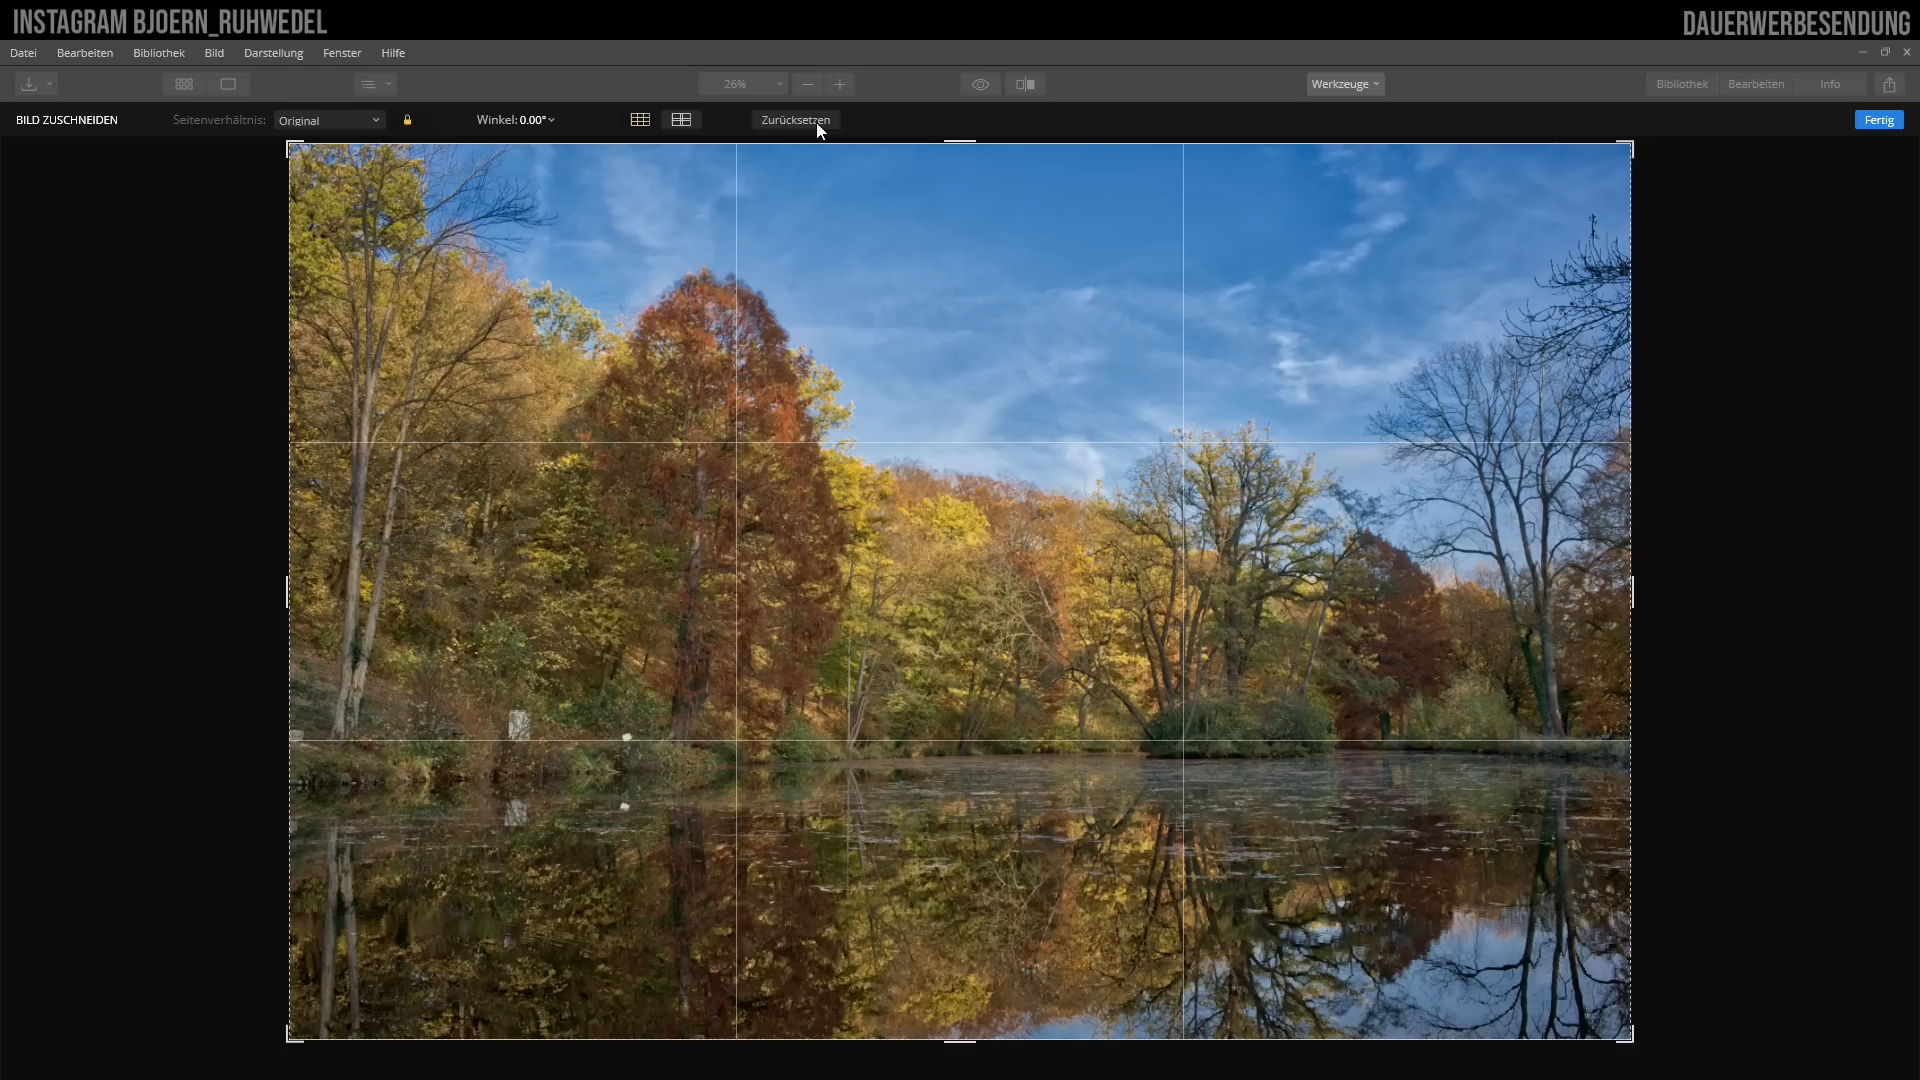 INSTAGRAM BJOERN_RUHWEDEL
DAUERWERBESENDUNG
Datei Bearbeiten Bibliothek Bild Darstellung Fenster Hilfe
26%
Werkzeuge
Bibliothek Bearbeiten Info
BILD ZUSCHNEIDEN
Seitenverhältnis: Original
Winkel: 0.00°
Zurücksetzen
Fertig